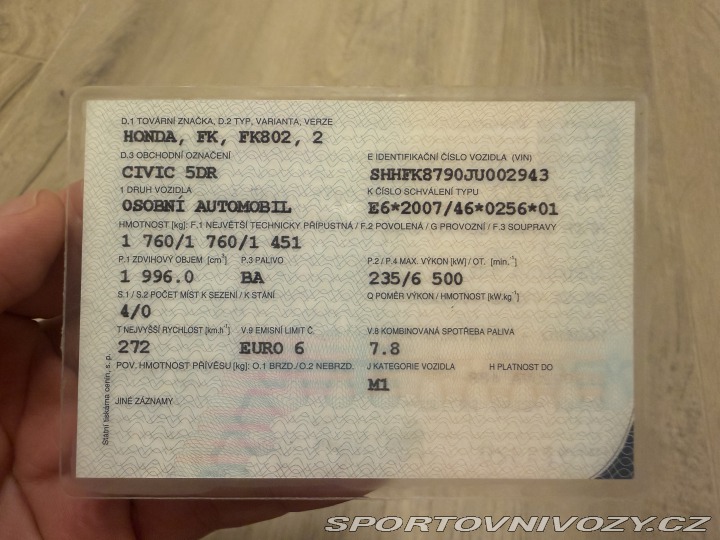 D.1 TOVÁRNÍ ZNAČKA, D.2 TYP, VARIANTA, VERZE
HONDA, FK, FK802, 2
D.3 OBCHODNÍ OZNAČENÍ E IDENTIFIKAČNÍ ČÍSLO VOZIDLA (VIN)
CIVIC 5DR SHHFK8790JU002943
1 DRUH VOZIDLA K ČÍSLO SCHVÁLENÍ TYPU
OSOBNÍ AUTOMOBIL E6*2007/46*0256*01
HMOTNOST [kg]: F.1 NEJVĚTŠÍ TECHNICKY PŘÍPUSTNÁ / F.2 POVOLENÁ / G PROVOZNÍ / F.3 SOUPRAVY
1 760/1 760/1 451
P.1 ZDVIHOVÝ OBJEM [cm³] P.3 PALIVO P.2 / P.4 MAX. VÝKON [kW] / OT. [min.⁻¹]
1 996.0 BA 235/6 500
S.1 / S.2 POČET MÍST K SEZENÍ / K STÁNÍ Q POMĚR VÝKON / HMOTNOST [kW.kg⁻¹]
4/0
T NEJVYŠŠÍ RYCHLOST [km.h⁻¹] V.9 EMISNÍ LIMIT Č. V.8 KOMBINOVANÁ SPOTŘEBA PALIVA
272 EURO 6 7.8
POV. HMOTNOST PŘÍVĚSU [kg]: O.1 BRZD./O.2 NEBRZD. J KATEGORIE VOZIDLA H PLATNOST DO
M1
JINÉ ZÁZNAMY
Státní tiskárna cenin, s. p.
SPORTOVNIVOZY.CZ